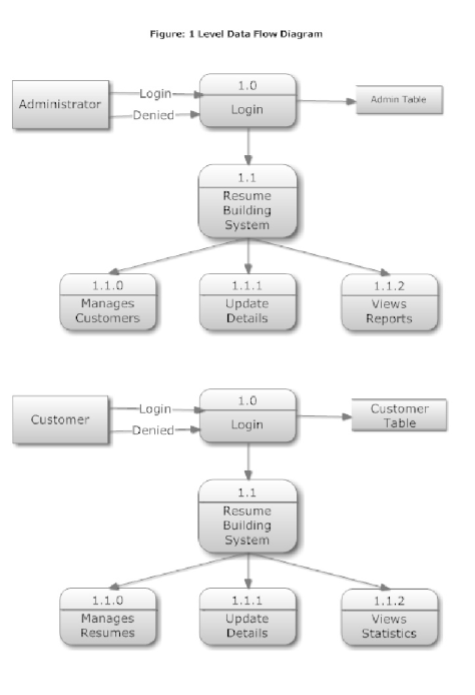 Figure: 1 Level Data Flow Diagram
Administrator
Login
Denied
1.0
Login
Admin Table
1.1
Resume
Building
System
1.1.0
Manages
Customers
1.1.1
Update
Details
1.1.2
Views
Reports
Customer
Login
Denied
1.0
Login
Customer
Table
1.1
Resume
Building
System
1.1.0
Manages
Resumes
1.1.1
Update
Details
1.1.2
Views
Statistics